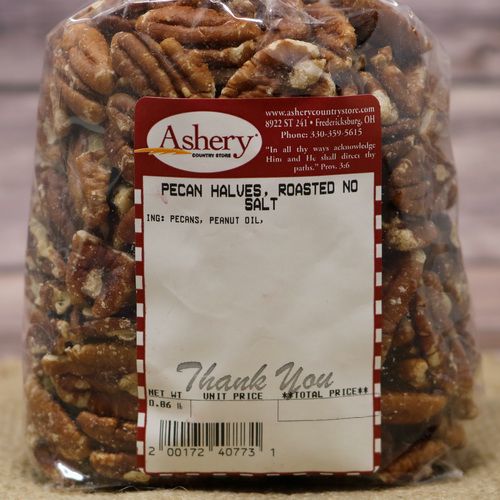 Ashery
COUNTRY STORE
www.asherycountrystore.com
8922 ST 241 • Fredericksburg, OH
Phone: 330-359-5615
"In all thy ways acknowledge
Him and He shall direct thy
paths." Prov. 3:6
PECAN HALVES, ROASTED NO
SALT
ING: PECANS, PEANUT OIL,
Thank You
NET WT UNIT PRICE **TOTAL PRICE**
0.86 lb
2 00172 40773 1